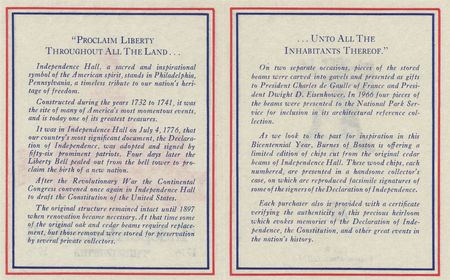 "PROCLAIM LIBERTY
THROUGHOUT ALL THE LAND...
Independence Hall, a sacred and inspirational
symbol of the American spirit, stands in Philadelphia,
Pennsylvania, a timeless tribute to our nation's heri-
tage of freedom.
Constructed during the years 1732 to 1741, it was
the site of many of America's most momentous events,
and is today one of its greatest treasures.
It was in Independence Hall on July 4, 1776, that
our country's most significant document, the Declara-
tion of Independence, was adopted and signed by
fifty-six prominent patriots. Four days later the
Liberty Bell pealed out from the bell tower to pro-
claim the birth of a new nation.
After the Revolutionary War the Continental
Congress convened once again in Independence Hall
to draft the Constitution of the United States.
The original structure remained intact until 1897
when renovation became necessary. At that time some
of the original oak and cedar beams required replace-
ment, but those removed were stored for preservation
by several private collectors.
...UNTO ALL THE
INHABITANTS THEREOF."
On two separate occasions, pieces of the stored
beams were carved into gavels and presented as gifts
to President Charles de Gaulle of France and Presi-
dent Dwight D. Eisenhower. In 1966 four pieces of
the beams were presented to the National Park Ser-
vice for inclusion in its architectural reference col-
lection.
As we look to the past for inspiration in this
Bicentennial Year, Barnes of Boston is offering a
limited edition of chips cut from the original cedar
beams of Independence Hall. These wood chips, each
numbered, are presented in a handsome collector's
case, on which are reproduced facsimile signatures of
some of the signers of the Declaration of Independence.
Each purchaser also is provided with a certificate
verifying the authenticity of this precious heirloom
which evokes memories of the Declaration of Inde-
pendence, the Constitution, and other great events in
the nation's history.